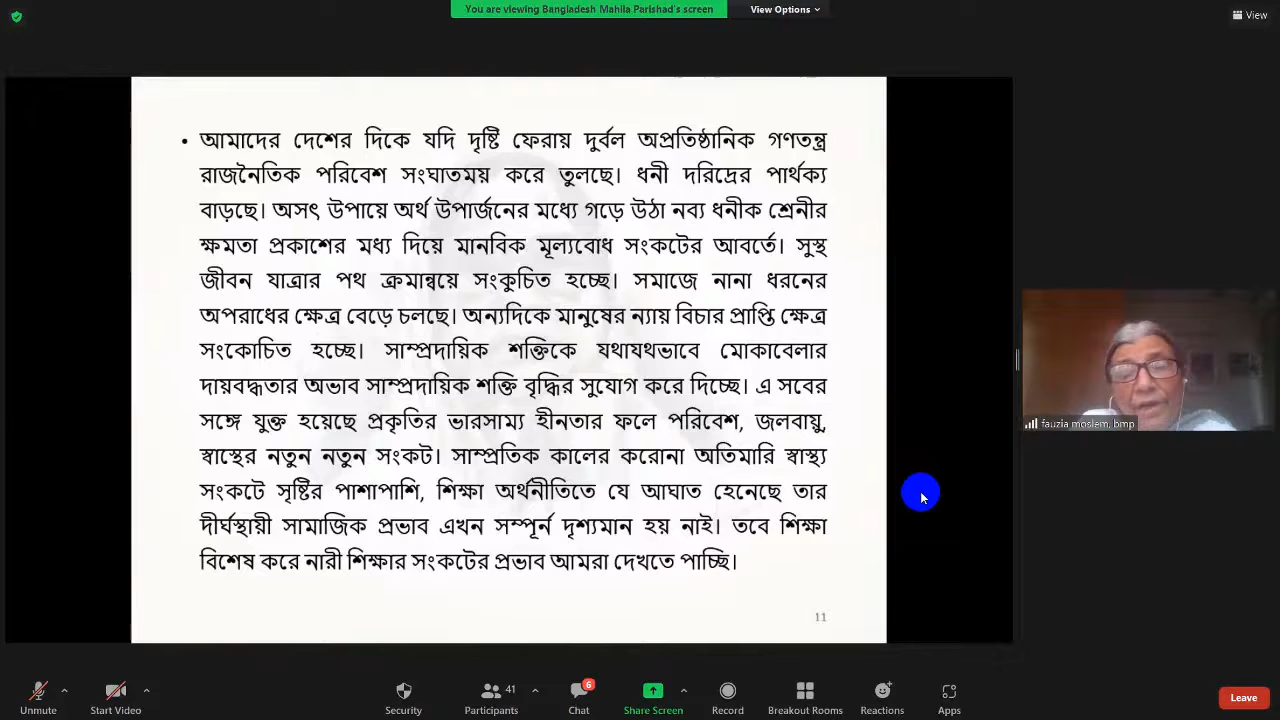 You are viewing Bangladesh Mahila Parishad's screen
View Options
View
• আমাদের দেশের দিকে যদি দৃষ্টি ফেরায় দুর্বল অপ্রতিষ্ঠানিক গণতন্ত্র
রাজনৈতিক পরিবেশ সংঘাতময় করে তুলছে। ধনী দরিদ্রের পার্থক্য
বাড়ছে। অসৎ উপায়ে অর্থ উপার্জনের মধ্যে গড়ে উঠা নব্য ধনীক শ্রেনীর
ক্ষমতা প্রকাশের মধ্য দিয়ে মানবিক মূল্যবোধ সংকটের আবর্তে। সুস্থ
জীবন যাত্রার পথ ক্রমান্বয়ে সংকুচিত হচ্ছে। সমাজে নানা ধরনের
অপরাধের ক্ষেত্র বেড়ে চলছে। অন্যদিকে মানুষের ন্যায় বিচার প্রাপ্তি ক্ষেত্র
সংকোচিত হচ্ছে। সাম্প্রদায়িক শক্তিকে যথাযথভাবে মোকাবেলার
দায়বদ্ধতার অভাব সাম্প্রদায়িক শক্তি বৃদ্ধির সুযোগ করে দিচ্ছে। এ সবের
সঙ্গে যুক্ত হয়েছে প্রকৃতির ভারসাম্য হীনতার ফলে পরিবেশ, জলবায়ু,
স্বাস্থের নতুন নতুন সংকট। সাম্প্রতিক কালের করোনা অতিমারি স্বাস্থ্য
সংকটে সৃষ্টির পাশাপাশি, শিক্ষা অর্থনীতিতে যে আঘাত হেনেছে তার
দীর্ঘস্থায়ী সামাজিক প্রভাব এখন সম্পূর্ন দৃশ্যমান হয় নাই। তবে শিক্ষা
বিশেষ করে নারী শিক্ষার সংকটের প্রভাব আমরা দেখতে পাচ্ছি।
11
fauzia moslem, bmp
Unmute
Start Video
Security
Participants 41
Chat 6
Share Screen
Record
Breakout Rooms
Reactions
Apps
Leave